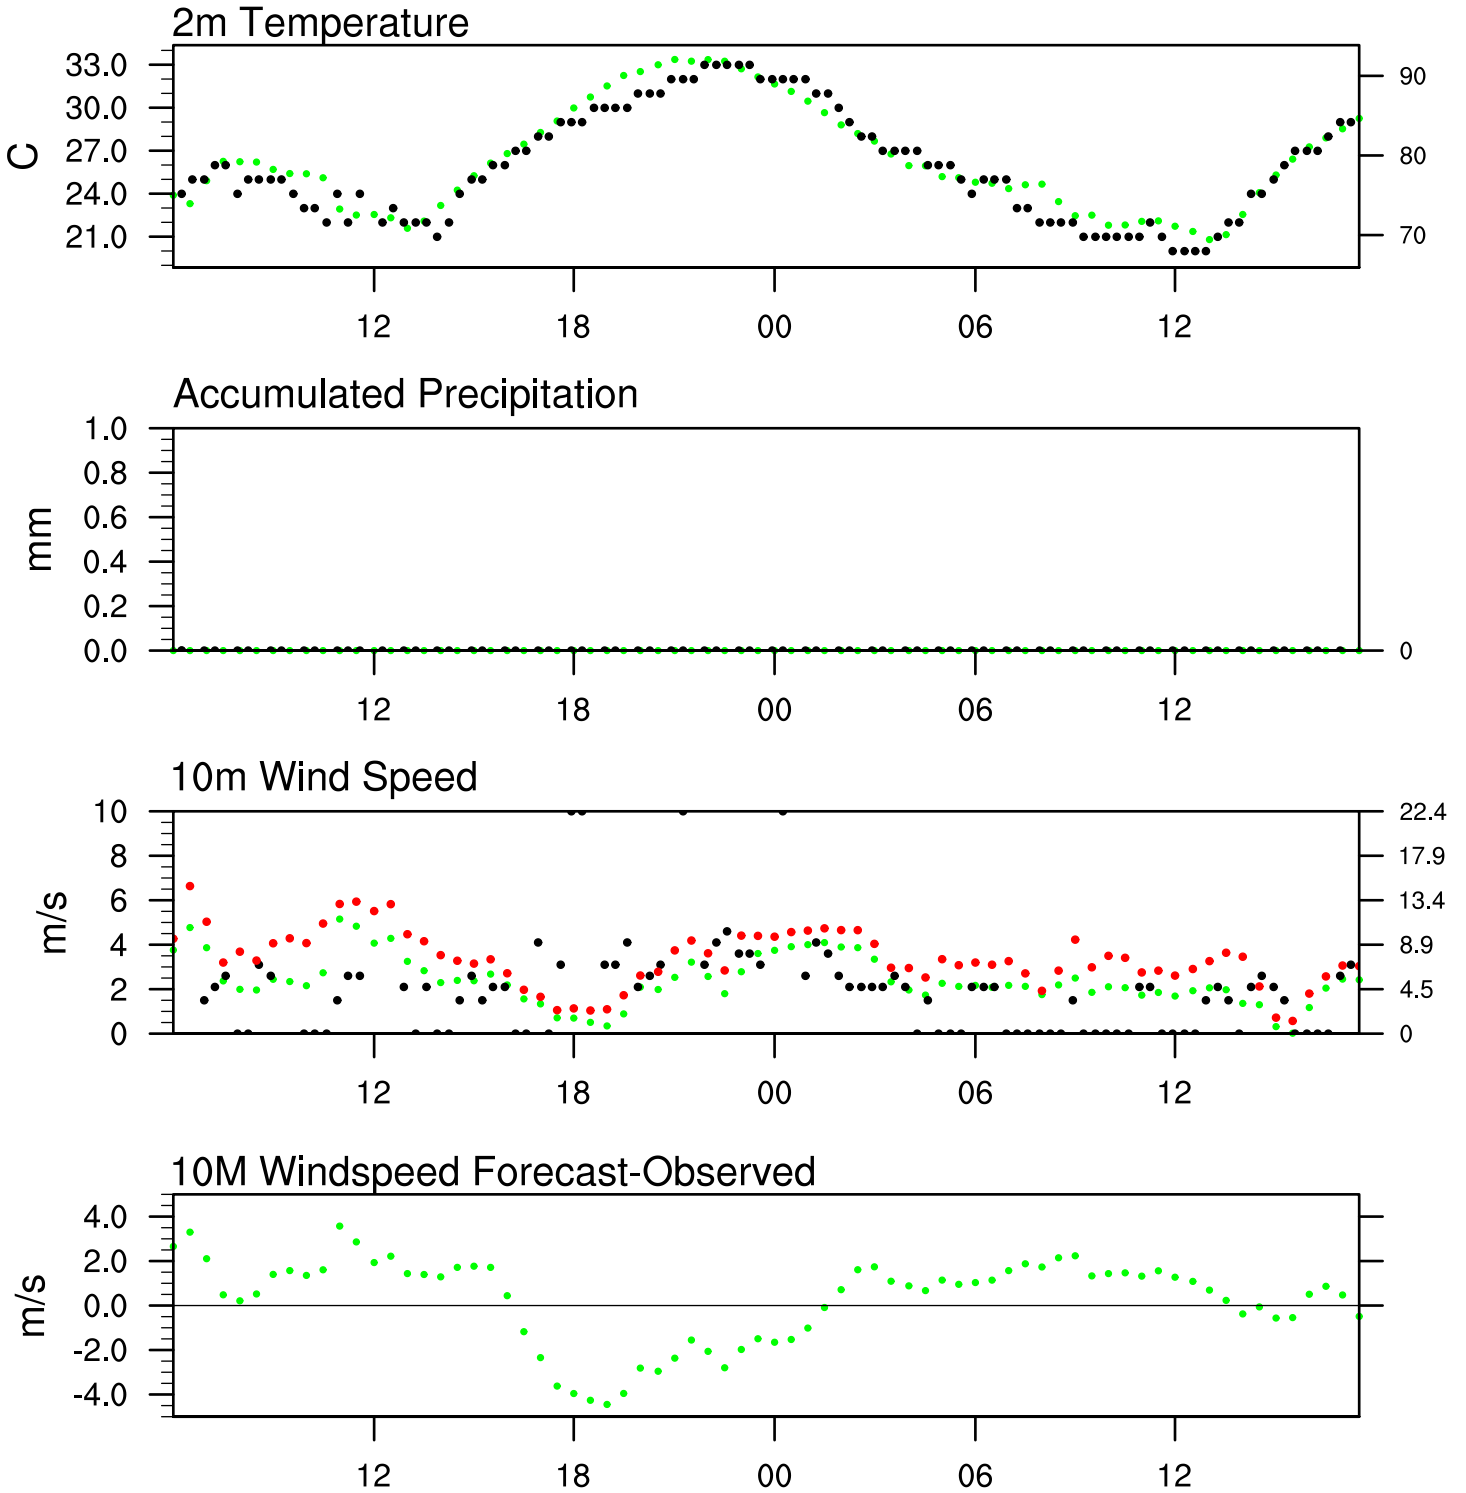 2m Temperature
33.0
30.0
27.0
24.0
21.0
C
90
80
70
12 18 00 06 12
Accumulated Precipitation
1.0
0.8
0.6
0.4
0.2
0.0
mm
0
12 18 00 06 12
10m Wind Speed
10
8
6
4
2
0
m/s
22.4
17.9
13.4
8.9
4.5
0
12 18 00 06 12
10M Windspeed Forecast-Observed
4.0
2.0
0.0
-2.0
-4.0
m/s
12 18 00 06 12